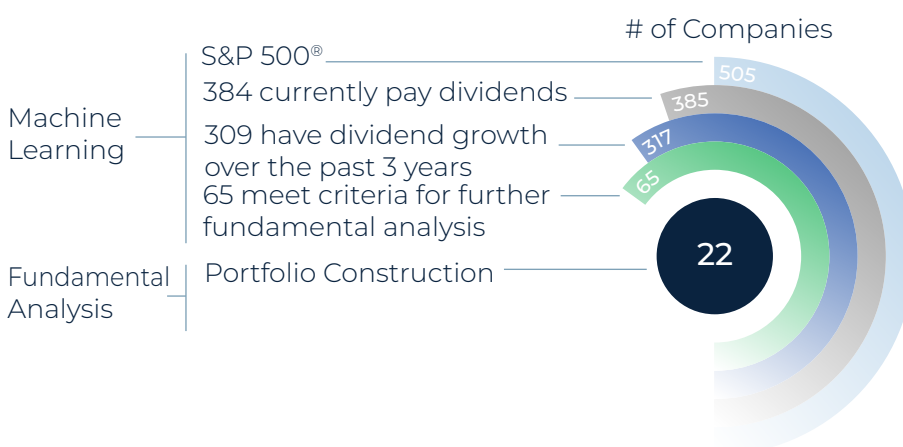 # of Companies
S&P 500®
505
384 currently pay dividends
385
Machine
Learning
309 have dividend growth
over the past 3 years
317
65 meet criteria for further
fundamental analysis
65
Fundamental
Analysis
Portfolio Construction
22